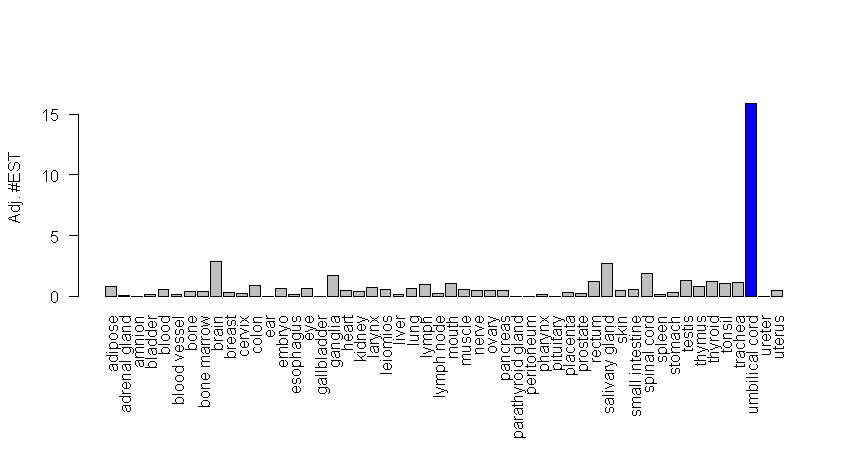 Adj. #EST
15
10
5
0
adipose
adrenal gland
amnion
bladder
blood
blood vessel
bone
bone marrow
brain
breast
cervix
colon
ear
embryo
esophagus
eye
gallbladder
ganglia
heart
kidney
larynx
leiomios
liver
lung
lymph
lymph node
mouth
muscle
nerve
ovary
pancreas
parathyroid gland
peritoneum
pharynx
pituitary
placenta
prostate
rectum
salivary gland
skin
small intestine
spinal cord
spleen
stomach
testis
thymus
thyroid
tonsil
trachea
umbilical cord
ureter
uterus